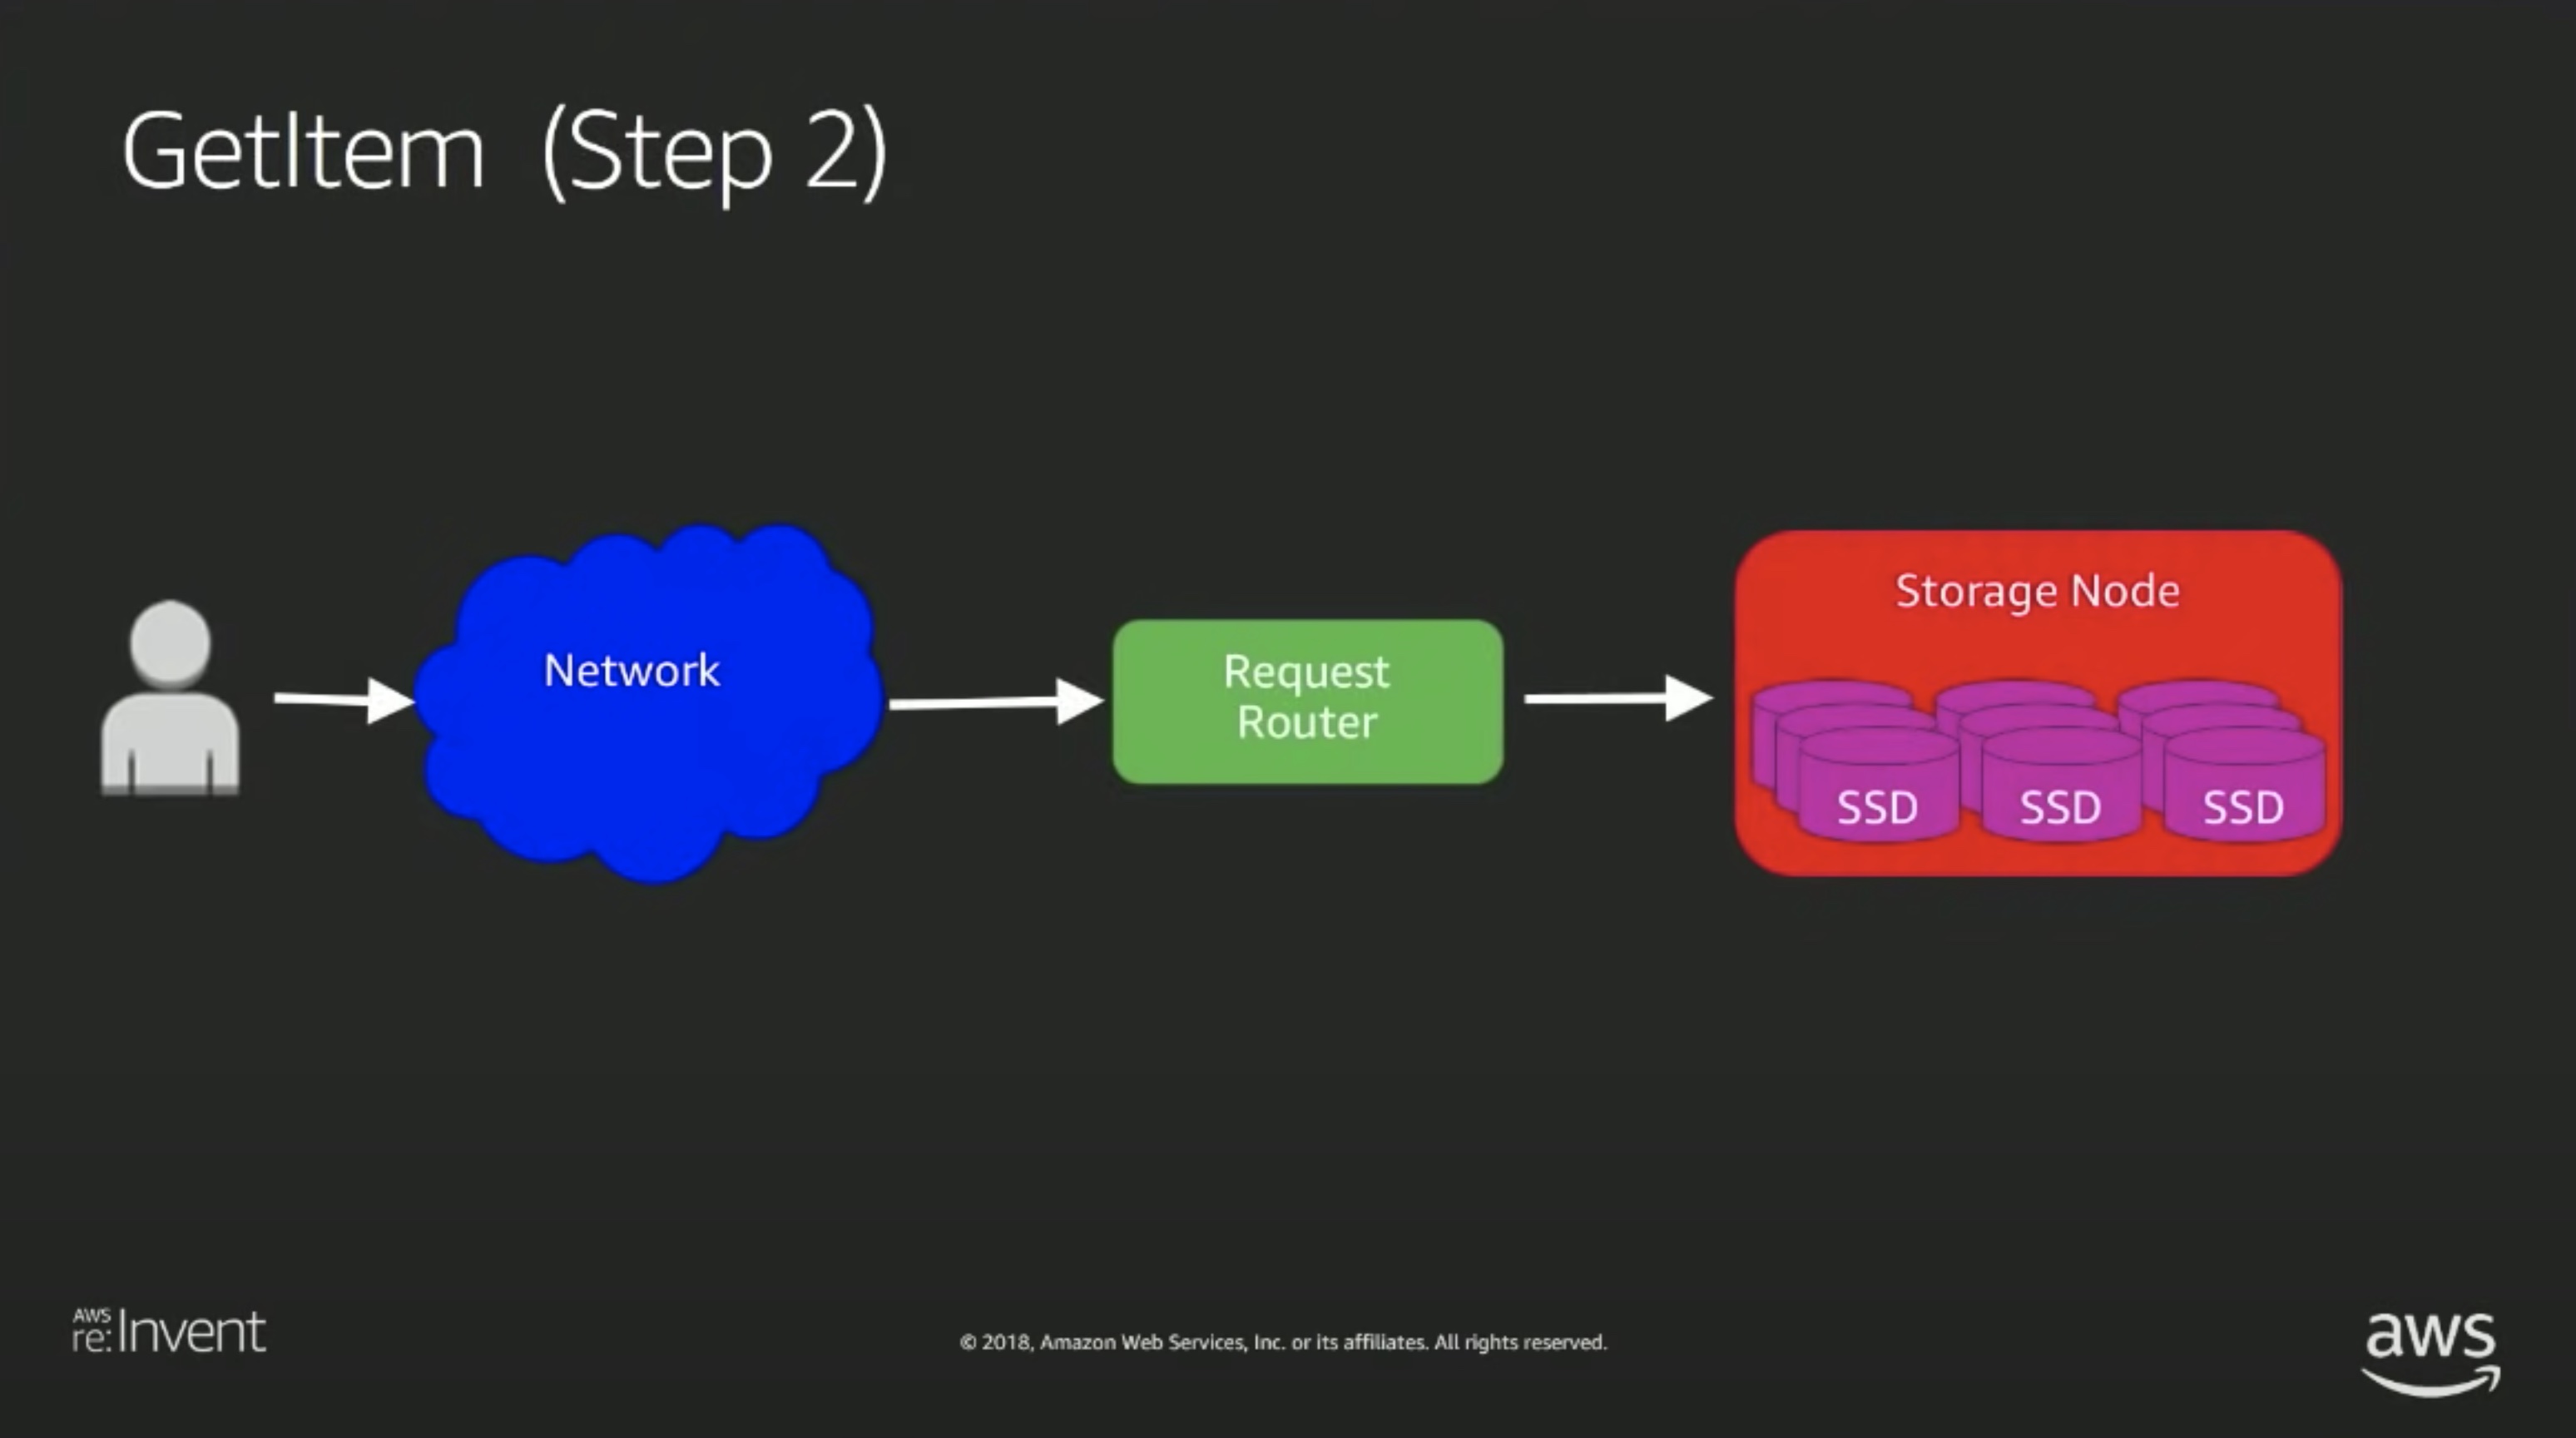 GetItem (Step 2)
Network
Request
Router
Storage Node
SSD
SSD
SSD
AWS
re:Invent
© 2018, Amazon Web Services, Inc. or its affiliates. All rights reserved.
aws